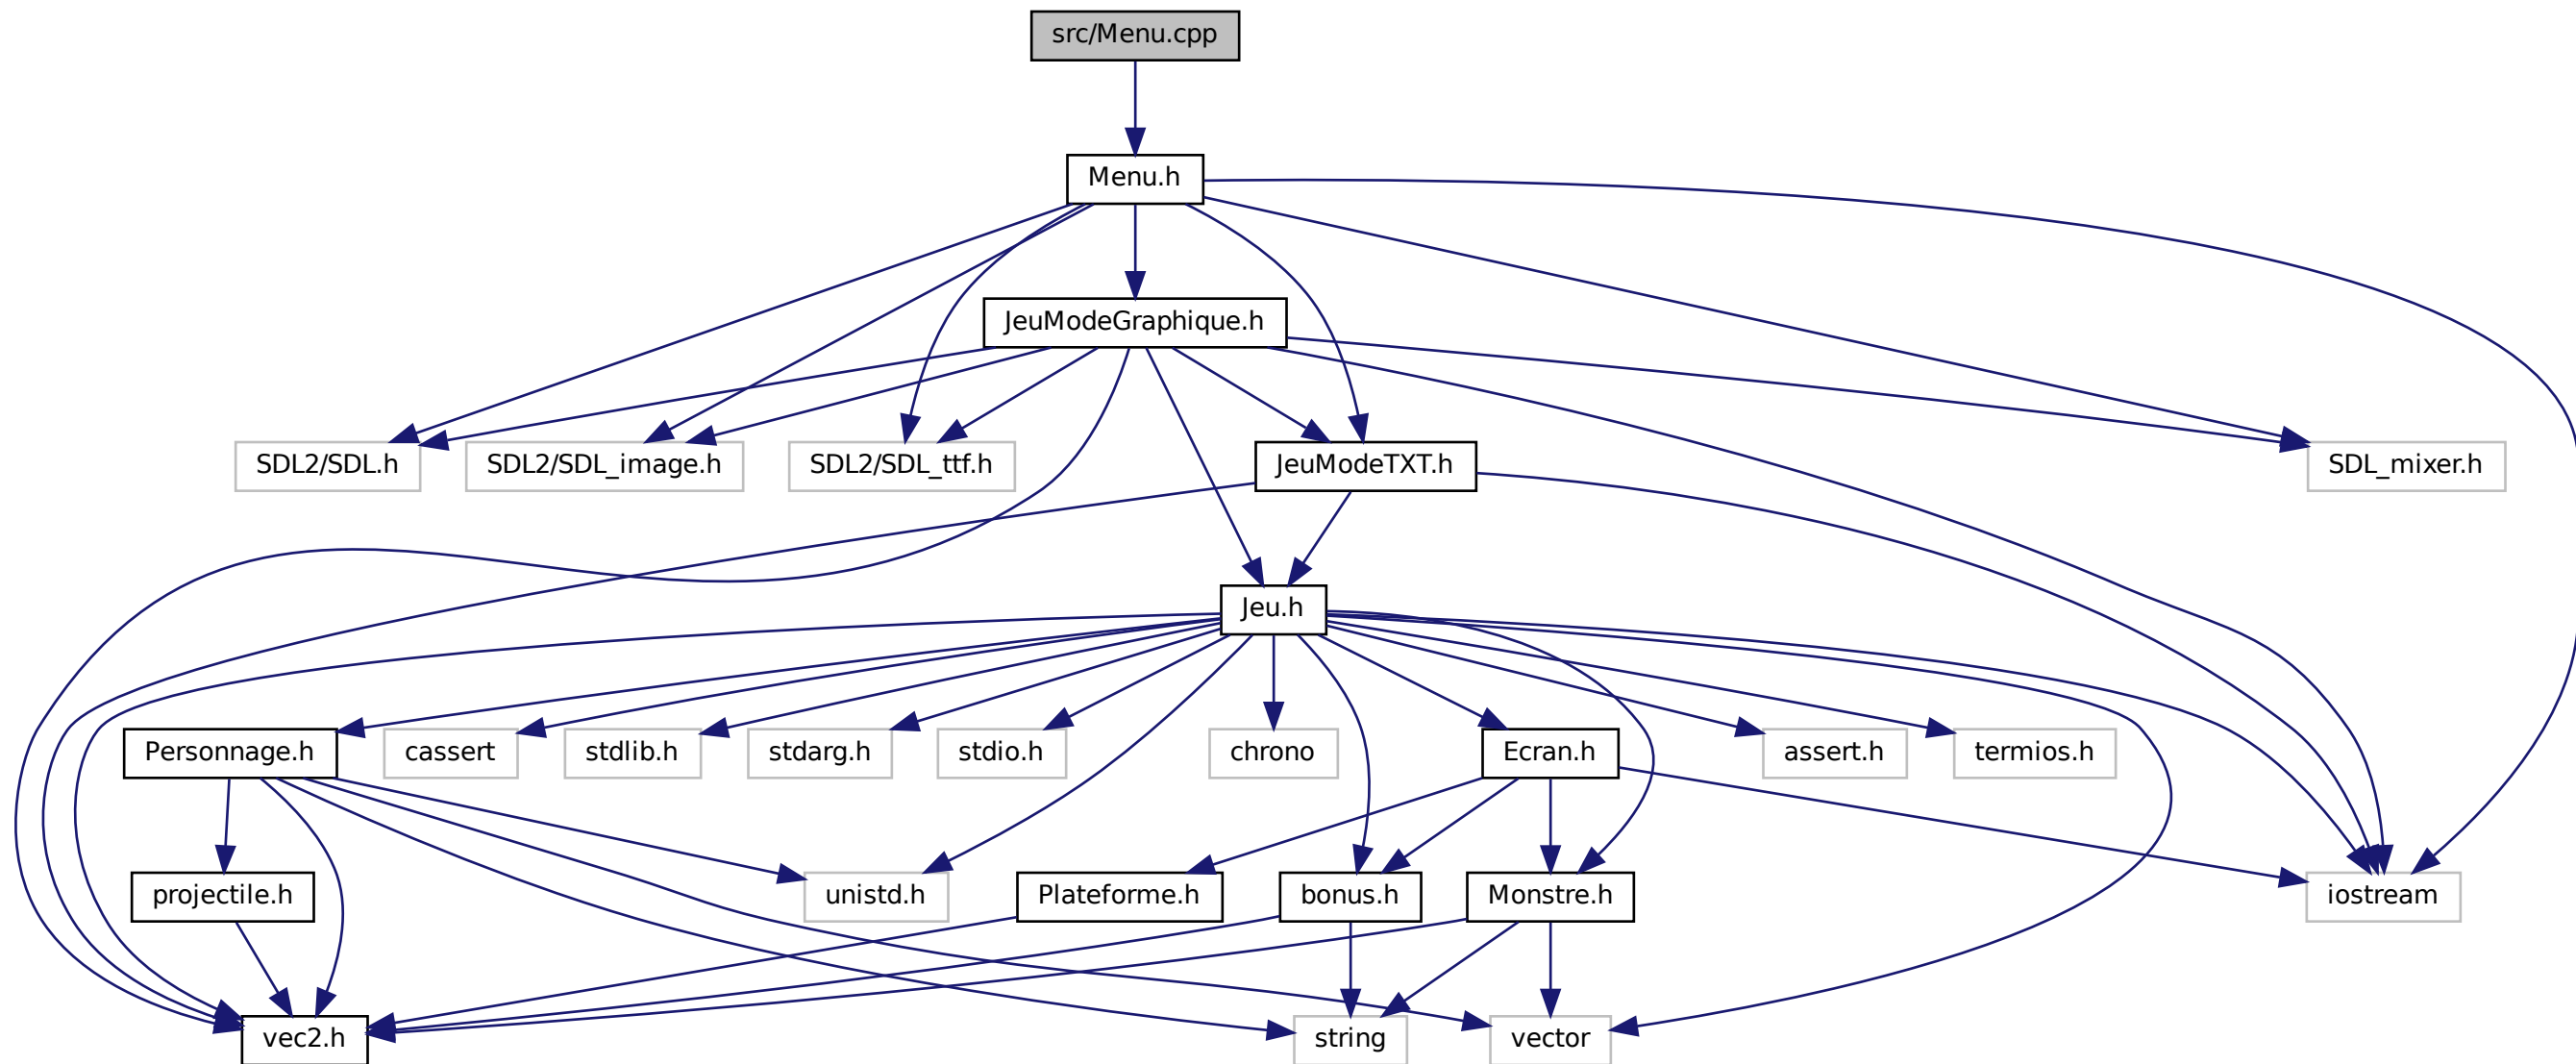 src/Menu.cpp
Menu.h
JeuModeGraphique.h
SDL2/SDL.h
SDL2/SDL_image.h
SDL2/SDL_ttf.h
JeuModeTXT.h
SDL_mixer.h
Jeu.h
Personnage.h
cassert
stdlib.h
stdarg.h
stdio.h
chrono
Ecran.h
assert.h
termios.h
projectile.h
unistd.h
Plateforme.h
bonus.h
Monstre.h
iostream
vec2.h
string
vector